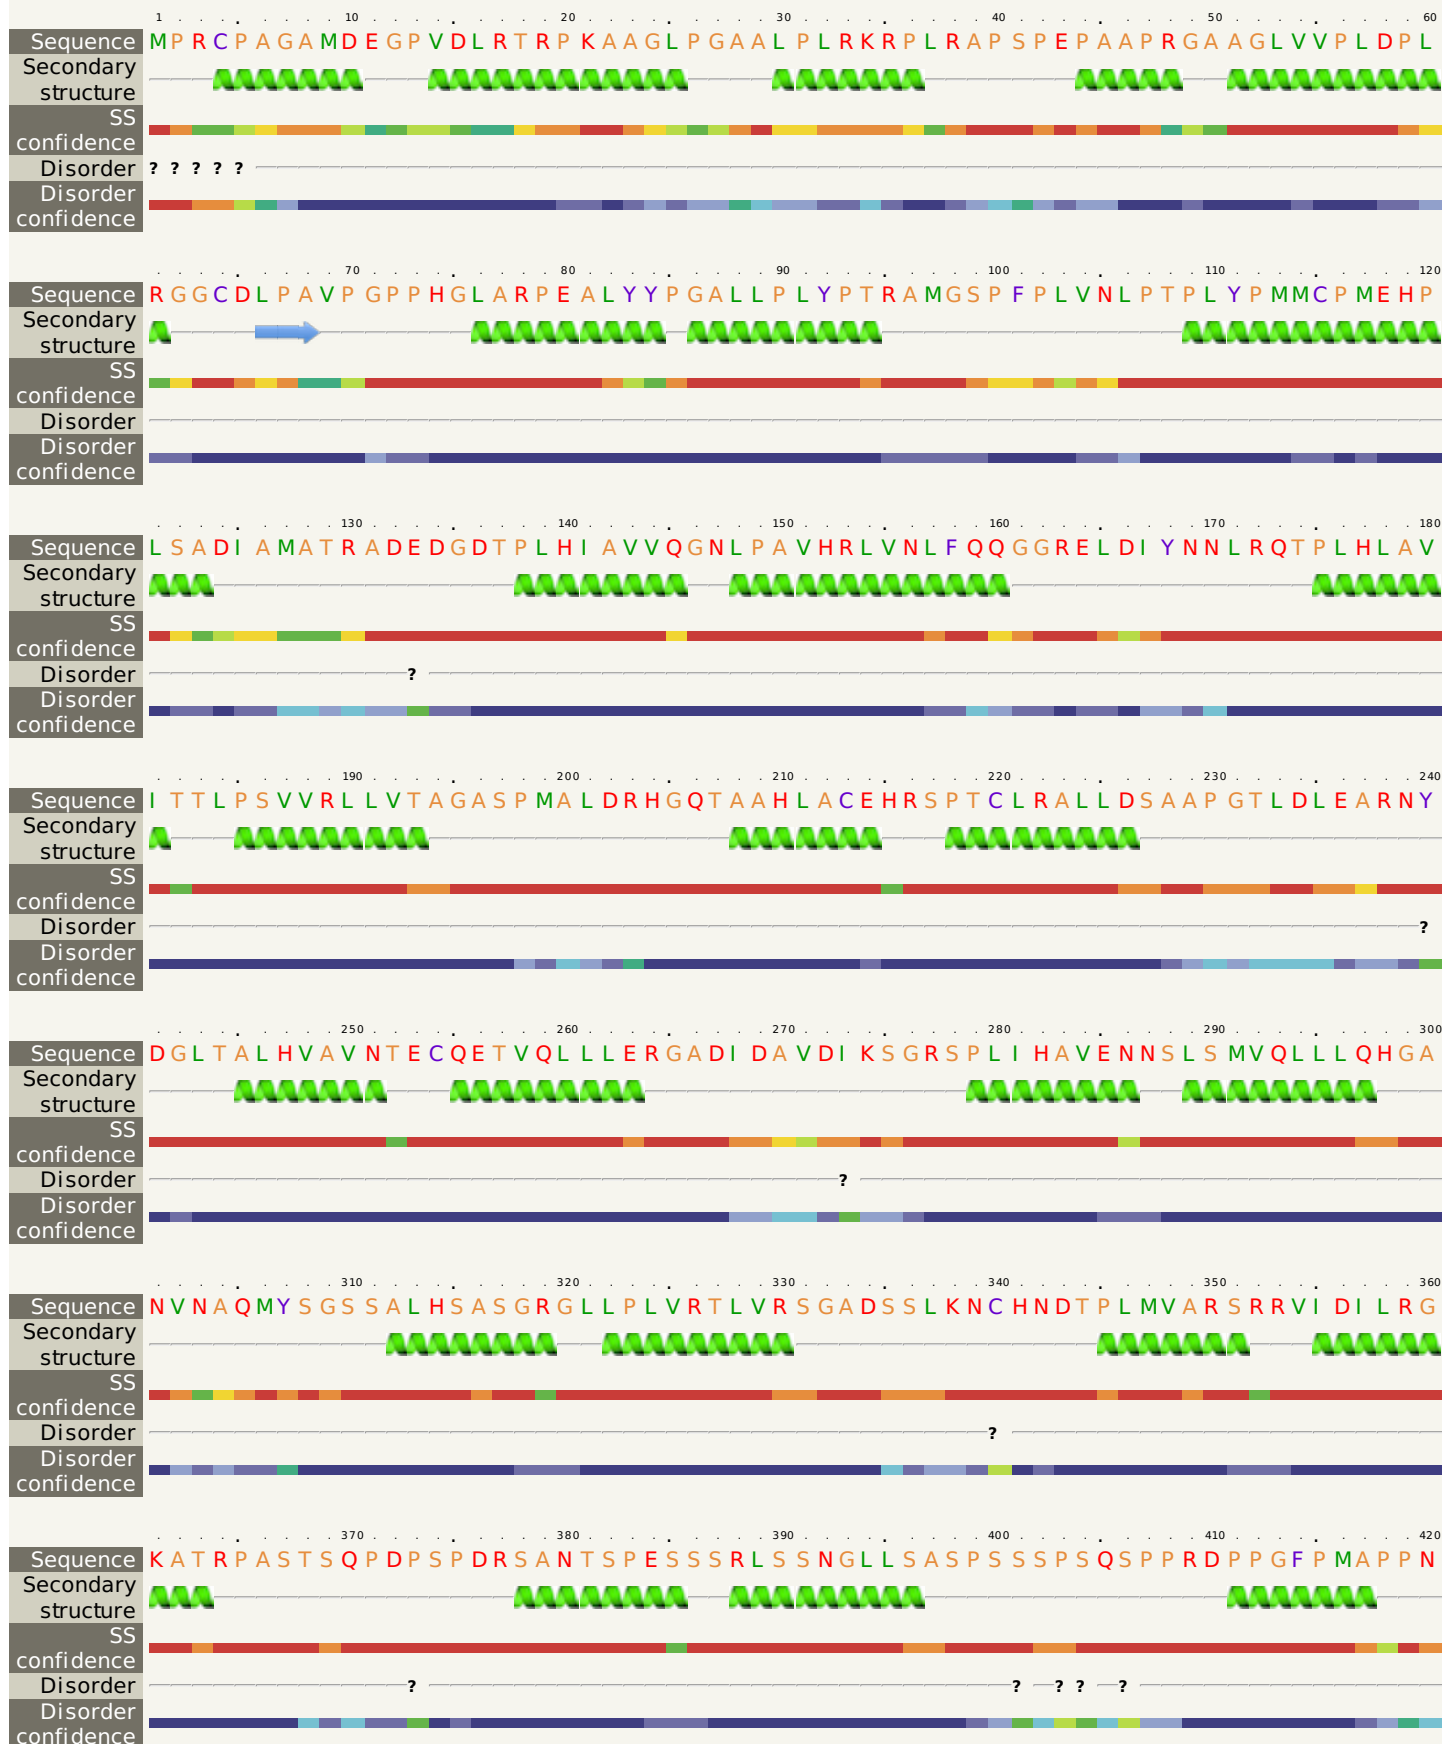 1 10 20 30 40 50 60
Sequence MPRCPAGAMDEGPVDLRTRPKAAGLPGAALPLRKRPLRAPSPEPAAPRGAAGLVVPLDPL
Secondary
structure
SS
confidence
Disorder ? ? ? ? ?
Disorder
confidence
70 80 90 100 110 120
Sequence RGGCDLPAVPGPPHGLARPEALYYPGALLPLYPTRAMGSPFPLVNLPTPLYPMMCPMEHP
Secondary
structure
SS
confidence
Disorder
Disorder
confidence
130 140 150 160 170 180
Sequence LSADIAMATRADEDGDTPLHIAVVQGNLPAVHRLVNLFQQGGRELDIYNNLRQTPLHLAV
Secondary
structure
SS
confidence
Disorder ?
Disorder
confidence
190 200 210 220 230 240
Sequence ITTLPSVVRLLVTAGASPMALDRHGQTAAHLACEHRSPTCLRALLDSAAPGTLDLEARNY
Secondary
structure
SS
confidence
Disorder ?
Disorder
confidence
250 260 270 280 290 300
Sequence DGLTALHVAVNTECQETVQLLLERGADIDAVDIKSGRSPLIHAVENNSLSMVQLLLQHGA
Secondary
structure
SS
confidence
Disorder ?
Disorder
confidence
310 320 330 340 350 360
Sequence NVNAQMYSGSSALHSASGRGLLPLVRTLVRSGADSSLKNCHNDTPLMVARSRRVIDILRG
Secondary
structure
SS
confidence
Disorder ?
Disorder
confidence
370 380 390 400 410 420
Sequence KATRPASTSQPDPSPDRSANTSPESSSRLSSNGLLSASPSSSPSQSPPRDPPGFPMAPPN
Secondary
structure
SS
confidence
Disorder ? ? ? ? ?
Disorder
confidence